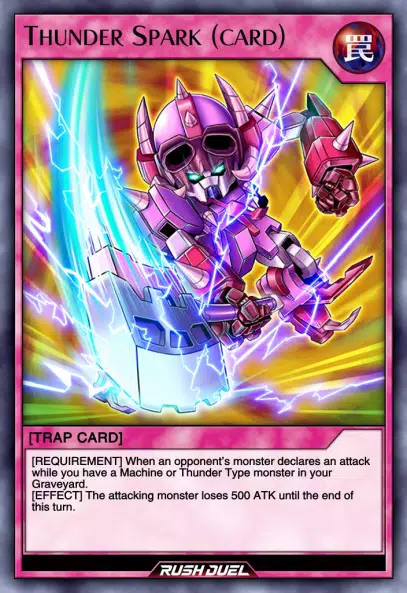 Thunder Spark (card)
罠
[TRAP CARD]
[REQUIREMENT] When an opponent's monster declares an attack
while you have a Machine or Thunder Type monster in your
Graveyard.
[EFFECT] The attacking monster loses 500 ATK until the end of
this turn.
RUSH DUEL